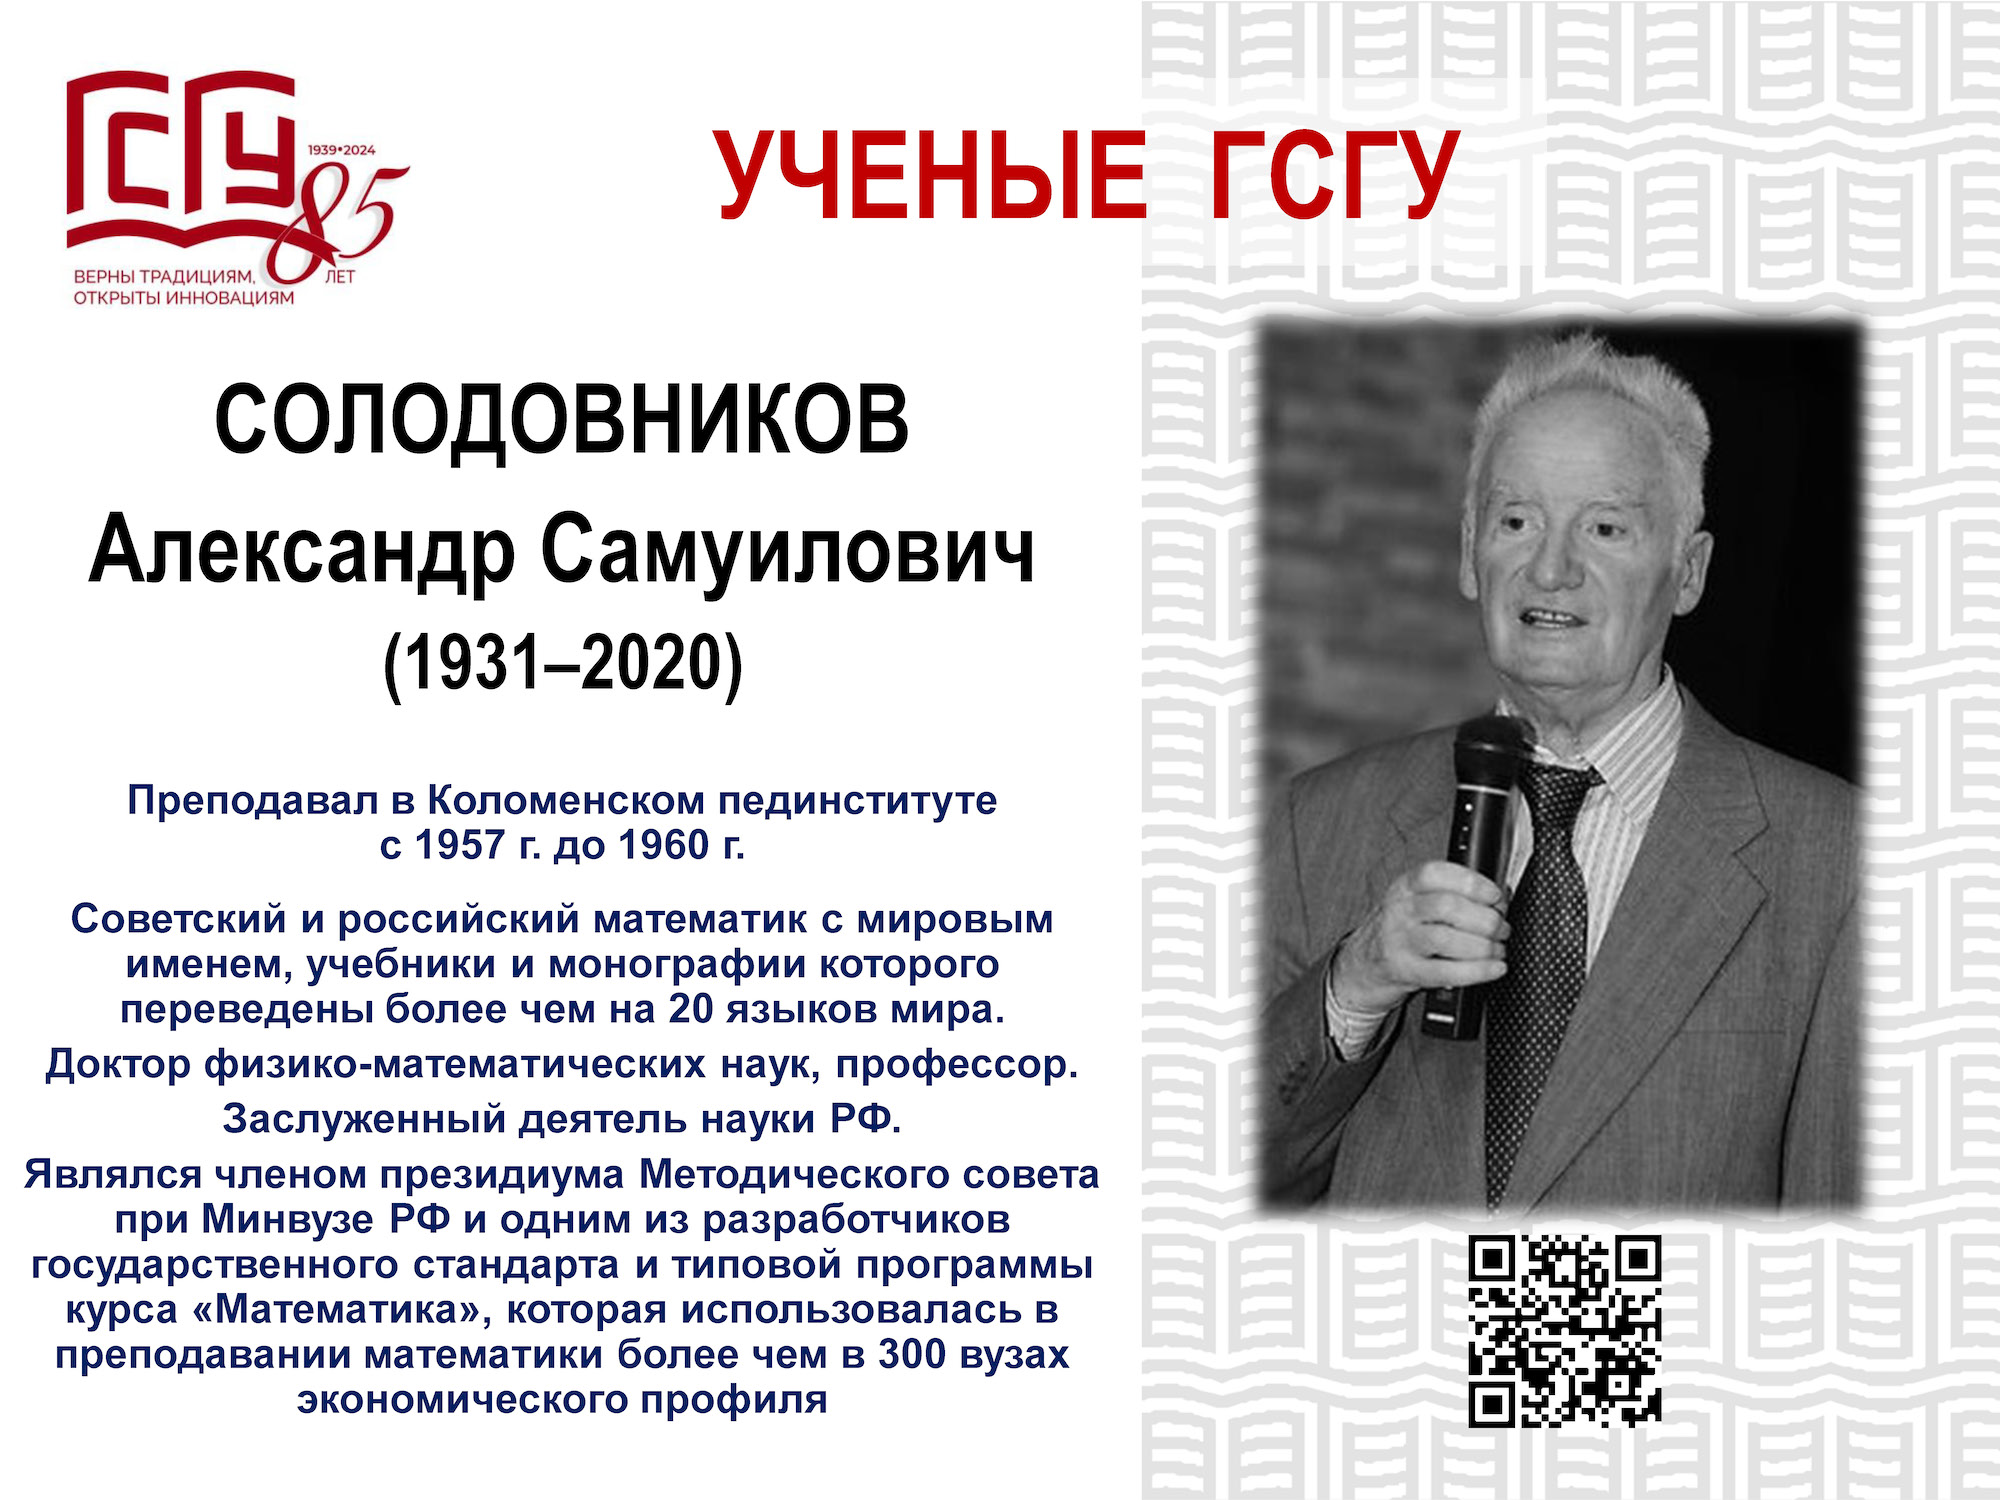 ГСГУ
1939•2024
85
ЛЕТ
ВЕРНЫ ТРАДИЦИЯМ,
ОТКРЫТЫ ИННОВАЦИЯМ
УЧЕНЫЕ ГСГУ
СОЛОДОВНИКОВ
Александр Самуилович
(1931–2020)
Преподавал в Коломенском пединституте
с 1957 г. до 1960 г.
Советский и российский математик с мировым
именем, учебники и монографии которого
переведены более чем на 20 языков мира.
Доктор физико-математических наук, профессор.
Заслуженный деятель науки РФ.
Являлся членом президиума Методического совета
при Минвузе РФ и одним из разработчиков
государственного стандарта и типовой программы
курса «Математика», которая использовалась в
преподавании математики более чем в 300 вузах
экономического профиля